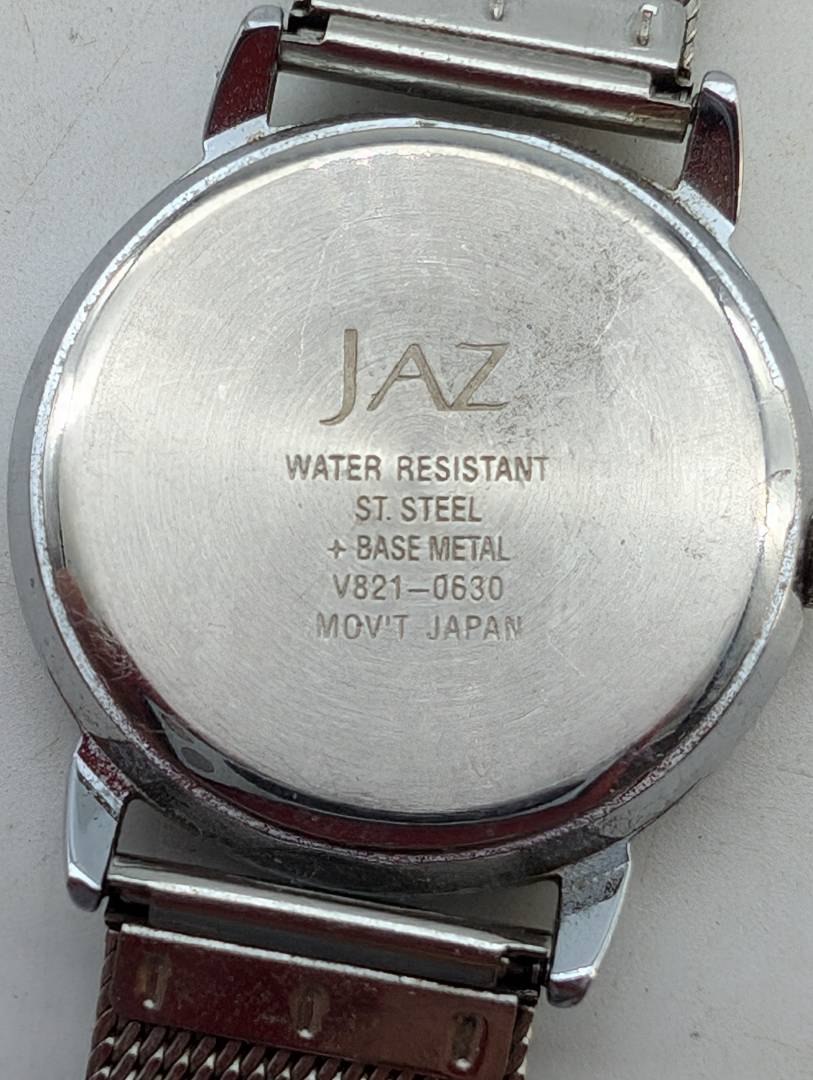 JAZ
WATER RESISTANT
ST. STEEL
+ BASE METAL
V821-0630
MOV'T JAPAN